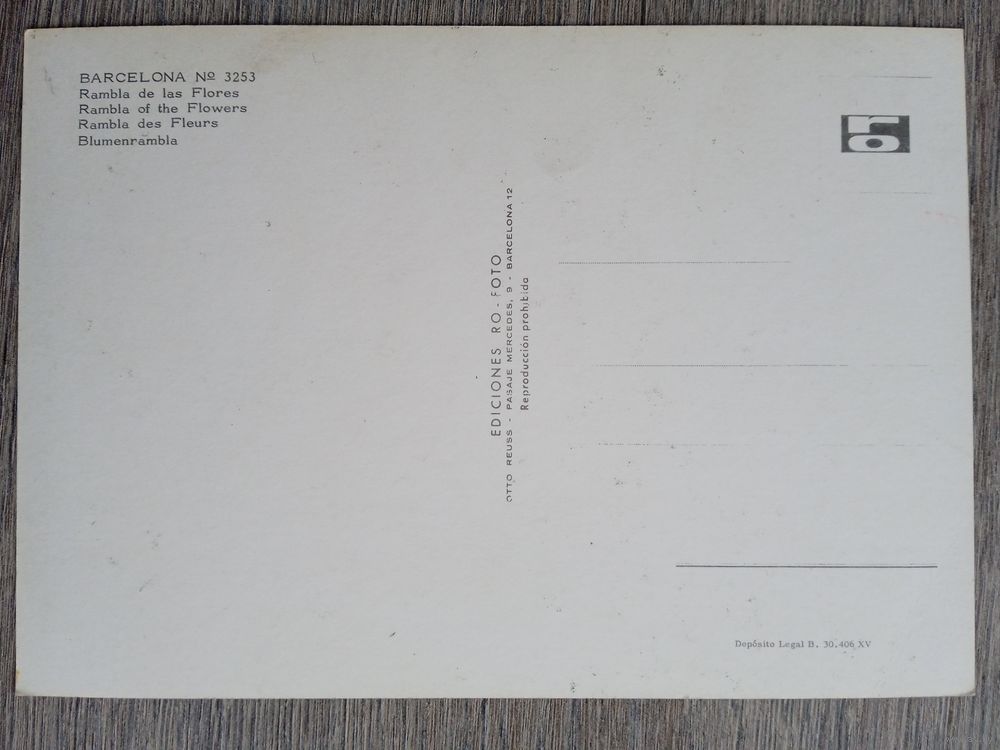 BARCELONA Nº 3253
Rambla de las Flores
Rambla of the Flowers
Rambla des Fleurs
Blumenrambla
EDICIONES RO - FOTO
OTTO REUSS - PASAJE MERCEDES, 9 - BARCELONA 12
Reproducción prohibida
ro
Depósito Legal B. 30.406 XV